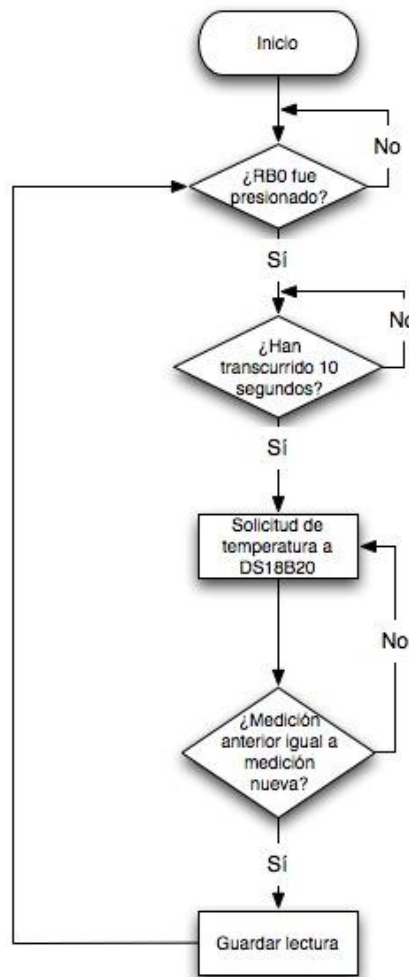 Inicio
No
¿RB0 fue
presionado?
Sí
No
¿Han
transcurrido 10
segundos?
Sí
Solicitud de
temperatura a
DS18B20
No
¿Medición
anterior igual a
medición
nueva?
Sí
Guardar lectura